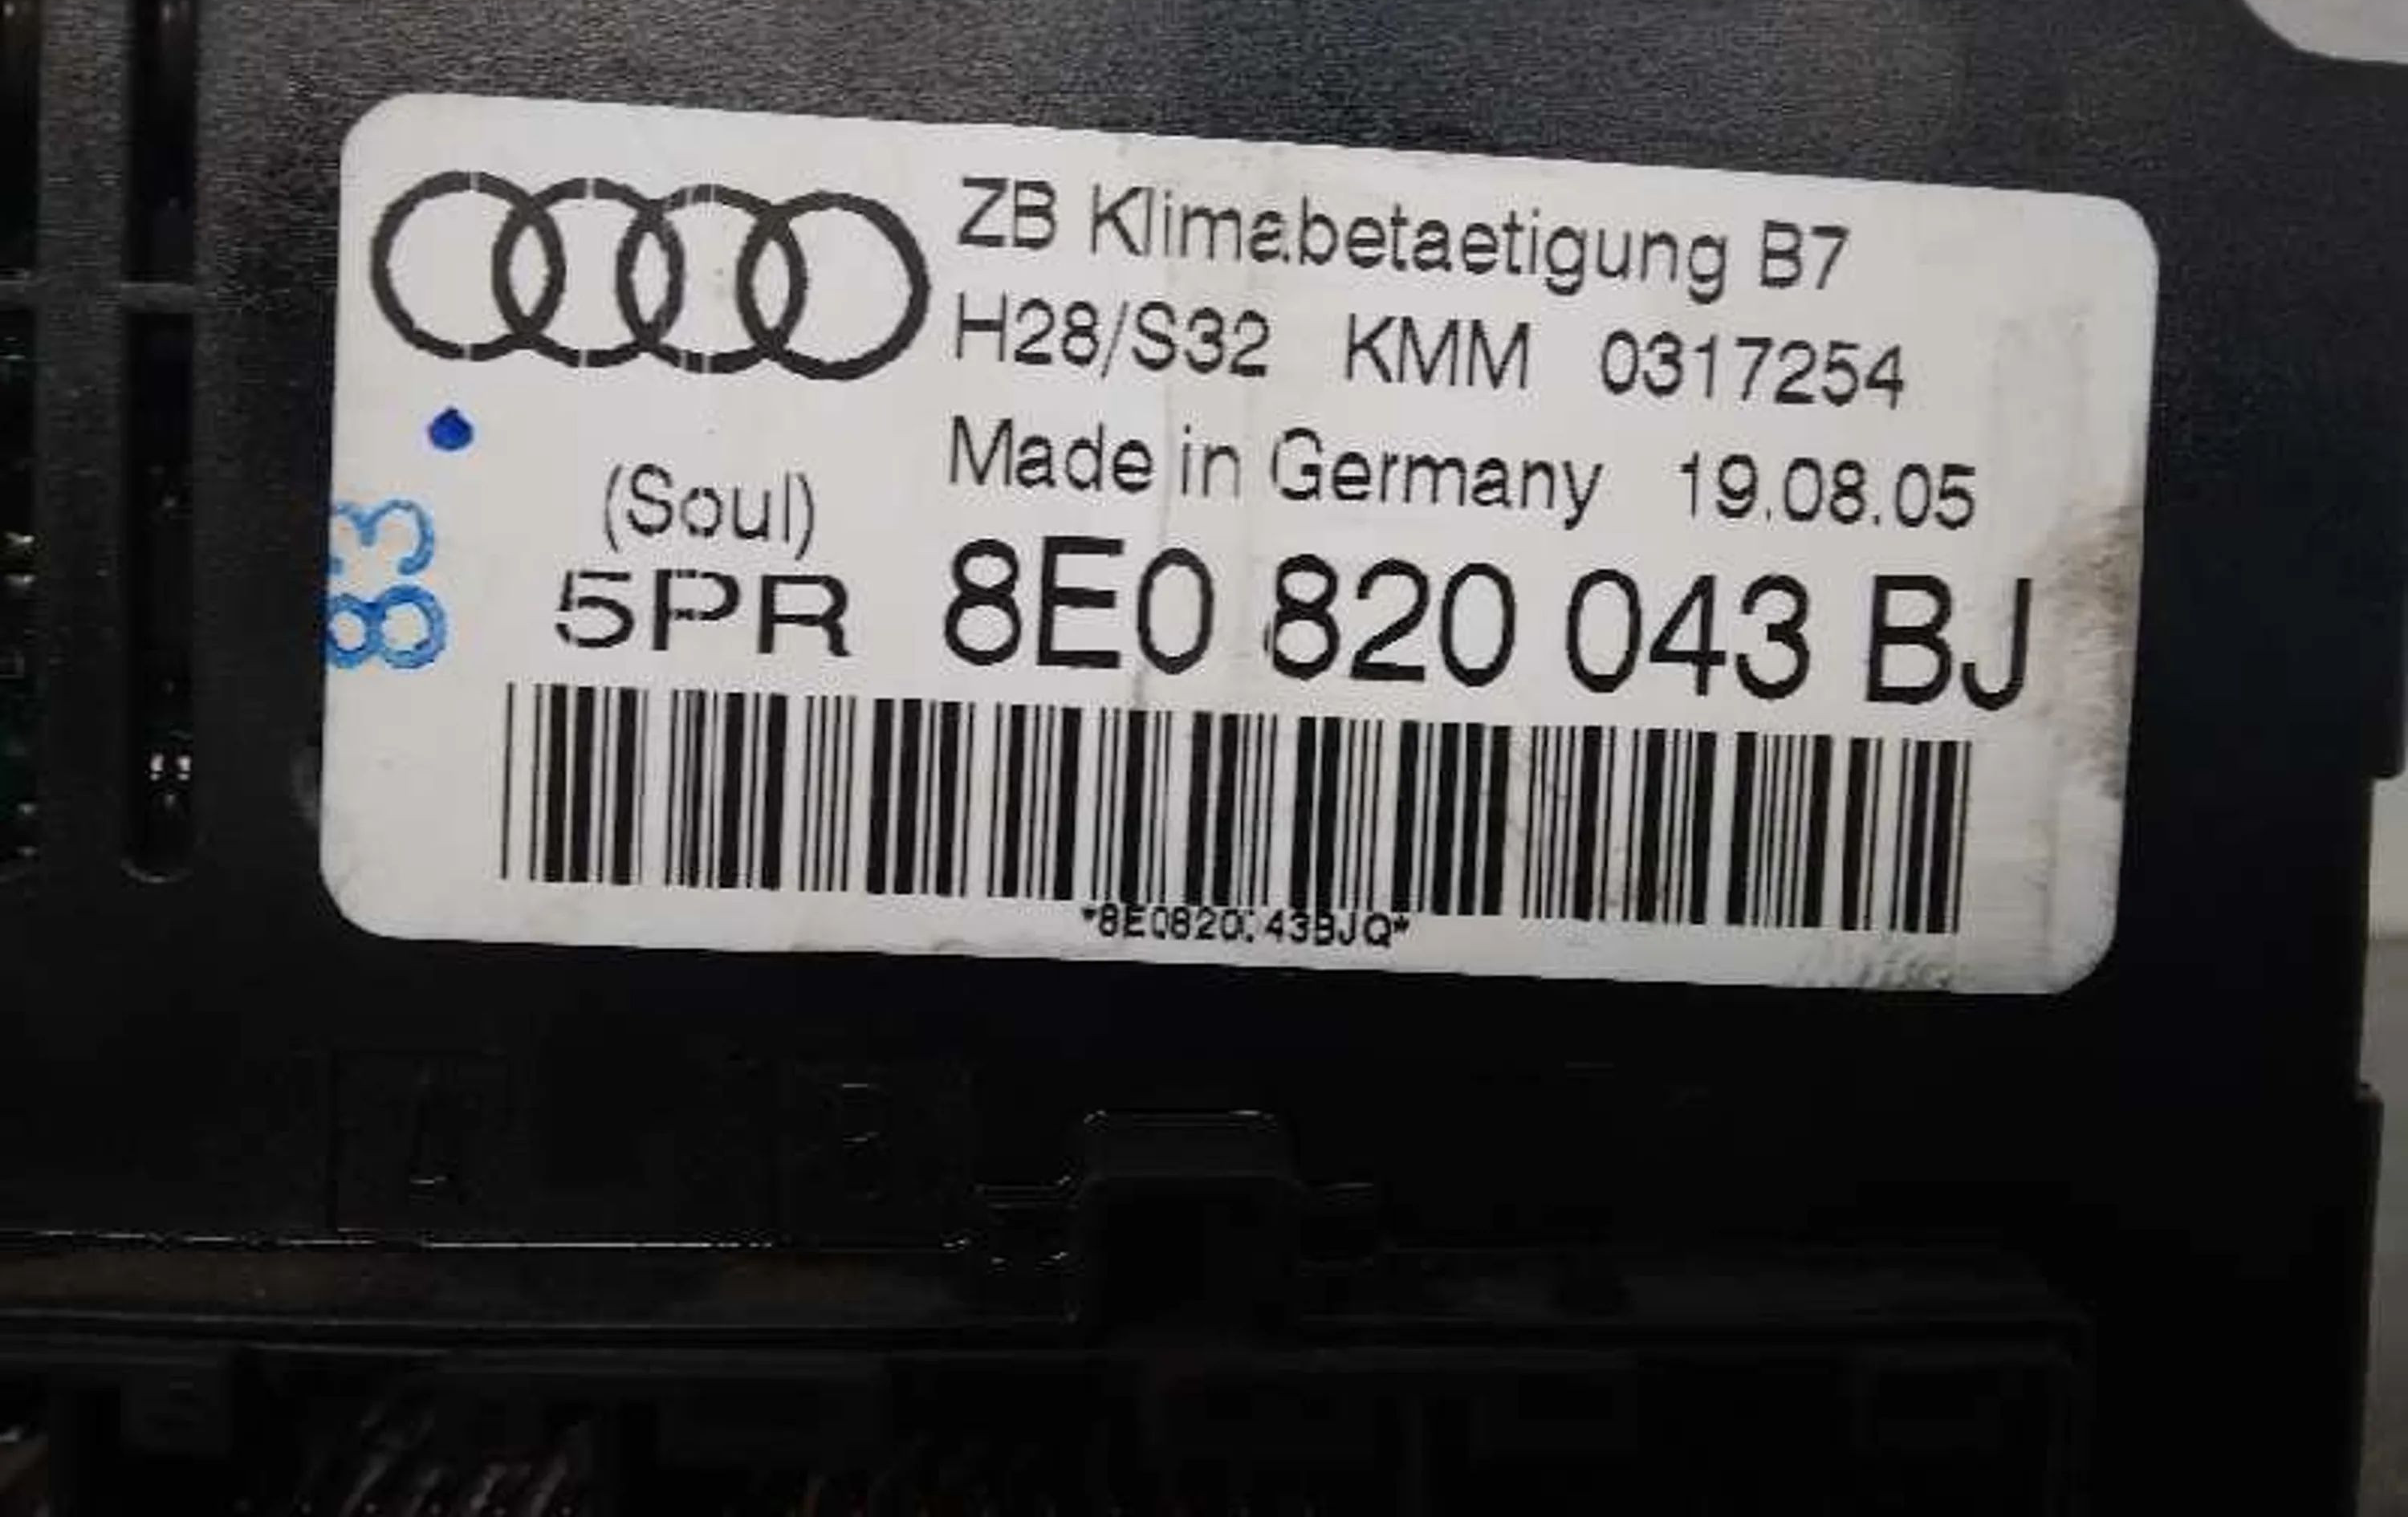 ZB Klimabetaetigung B7
H28/S32 KMM 0317254
Made in Germany 19.08.05
(Soul)
5PR 8E0 820 043 BJ
83